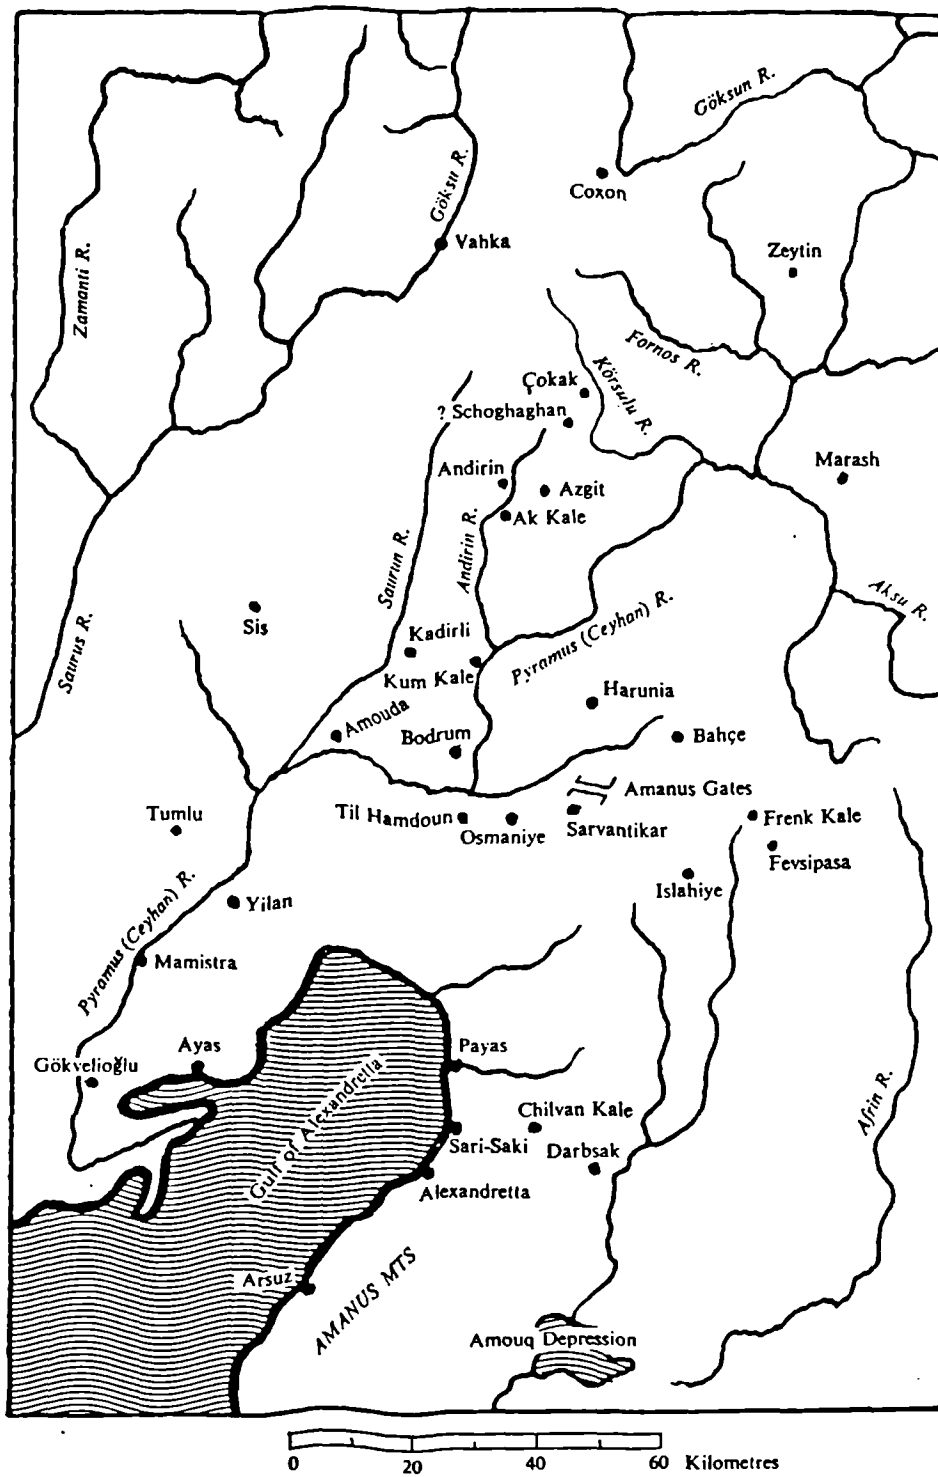 Göksun R.
Coxon
Göksu R.
Vahka
Zeytin
Zamanti R.
Fornos R.
Körsulu R.
Çokak
? Schoghaghan
Andirin
Azgit
Marash
Ak Kale
Saurun R.
Andirin R.
Aksu R.
Sis
Saurus R.
Kadirli
Kum Kale
Pyramus (Ceyhan) R.
Harunia
Amouda
Bodrum
Bahçe
Amanus Gates
Tumlu
Til Hamdoun
Osmaniye
Sarvantikar
Frenk Kale
Fevsipasa
Islahiye
Yilan
Pyramus (Ceyhan) R.
Mamistra
Ayas
Payas
Gökvelioğlu
Gulf of Alexandretta
Chilvan Kale
Afrin R.
Sari-Saki
Darbsak
Alexandretta
Arsuz
AMANUS MTS
Amouq Depression
0 20 40 60 Kilometres